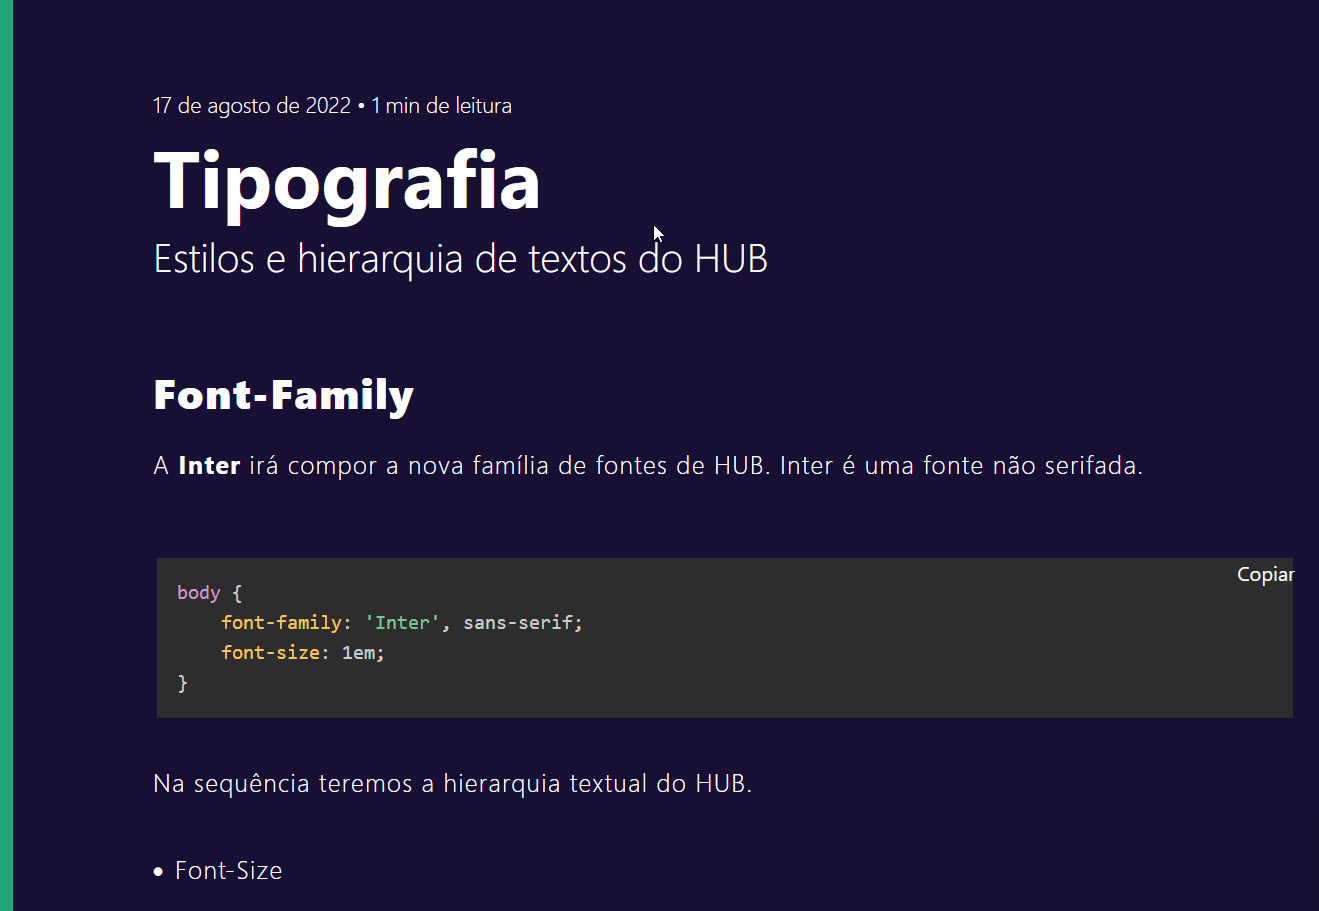 17 de agosto de 2022 • 1 min de leitura
Tipografia
Estilos e hierarquia de textos do HUB
Font-Family
A Inter irá compor a nova família de fontes de HUB. Inter é uma fonte não serifada.
Copiar
body {
    font-family: 'Inter', sans-serif;
    font-size: 1em;
}
Na sequência teremos a hierarquia textual do HUB.
• Font-Size